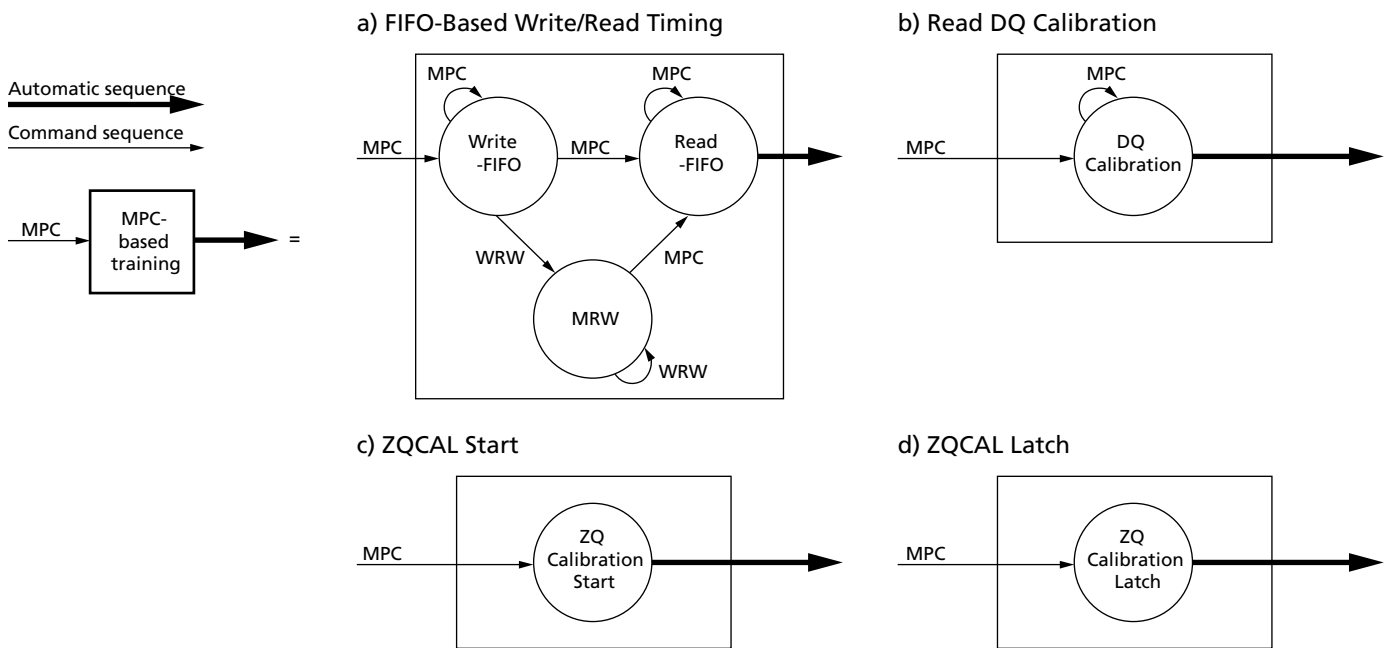 Automatic sequence
Command sequence
MPC
MPC-
based
training
=
a) FIFO-Based Write/Read Timing
MPC
MPC
MPC
Write
-FIFO
MPC
Read
-FIFO
WRW
MPC
MRW
WRW
b) Read DQ Calibration
MPC
MPC
DQ
Calibration
c) ZQCAL Start
MPC
ZQ
Calibration
Start
d) ZQCAL Latch
MPC
ZQ
Calibration
Latch